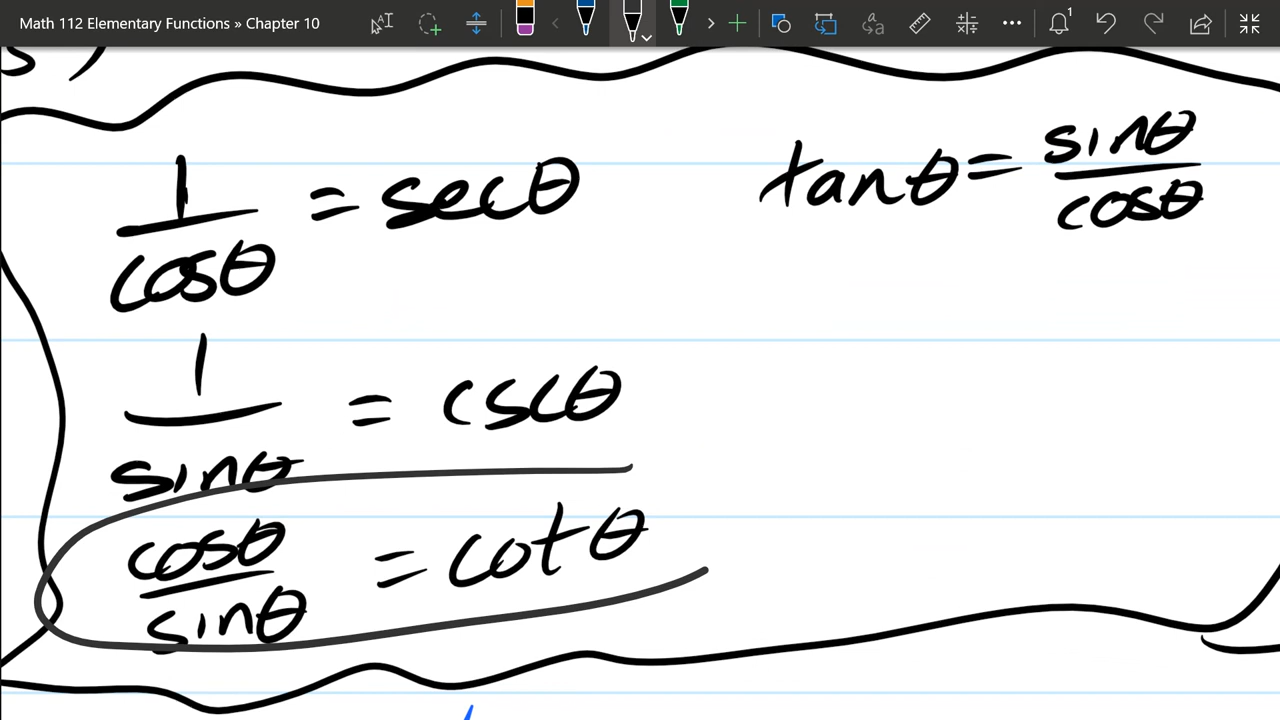 Math 112 Elementary Functions » Chapter 10
1/cosθ = secθ
tanθ = sinθ/cosθ
1/sinθ = cscθ
cosθ/sinθ = cotθ